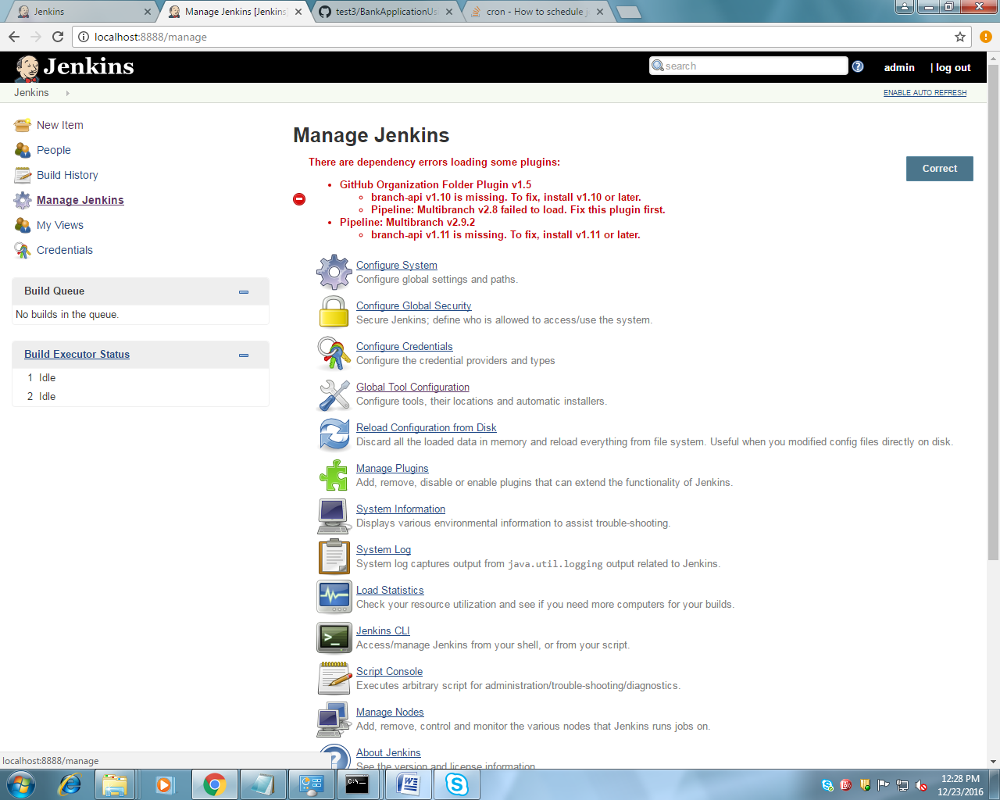 Jenkins
Manage Jenkins [Jenkins]
test3/BankApplicationUs
cron - How to schedule j
localhost:8888/manage
Jenkins
search
admin
| log out
Jenkins
ENABLE AUTO REFRESH
New Item
People
Build History
Manage Jenkins
My Views
Credentials
Build Queue
No builds in the queue.
Build Executor Status
1 Idle
2 Idle
Manage Jenkins
There are dependency errors loading some plugins:
Correct
GitHub Organization Folder Plugin v1.5
branch-api v1.10 is missing. To fix, install v1.10 or later.
Pipeline: Multibranch v2.8 failed to load. Fix this plugin first.
Pipeline: Multibranch v2.9.2
branch-api v1.11 is missing. To fix, install v1.11 or later.
Configure System
Configure global settings and paths.
Configure Global Security
Secure Jenkins; define who is allowed to access/use the system.
Configure Credentials
Configure the credential providers and types
Global Tool Configuration
Configure tools, their locations and automatic installers.
Reload Configuration from Disk
Discard all the loaded data in memory and reload everything from file system. Useful when you modified config files directly on disk.
Manage Plugins
Add, remove, disable or enable plugins that can extend the functionality of Jenkins.
System Information
Displays various environmental information to assist trouble-shooting.
System Log
System log captures output from java.util.logging output related to Jenkins.
Load Statistics
Check your resource utilization and see if you need more computers for your builds.
Jenkins CLI
Access/manage Jenkins from your shell, or from your script.
Script Console
Executes arbitrary script for administration/trouble-shooting/diagnostics.
Manage Nodes
Add, remove, control and monitor the various nodes that Jenkins runs jobs on.
About Jenkins
See the version and license information
localhost:8888/manage
12:28 PM
12/23/2016